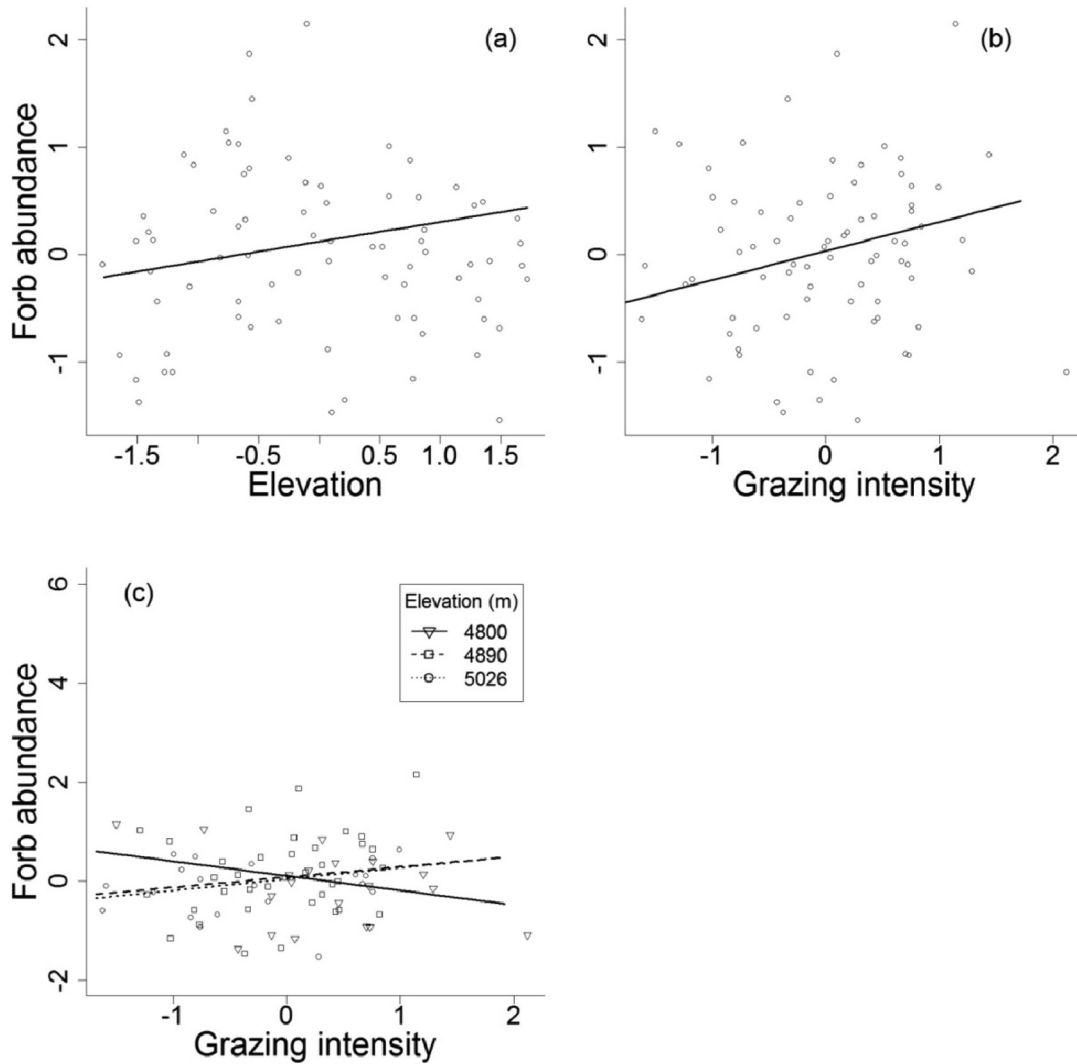 (a)
2
1
0
-1
Forb abundance
-1.5 -0.5 0.5 1.0 1.5
Elevation
(b)
2
1
0
-1
-1 0 1 2
Grazing intensity
(c)
6
4
2
0
-2
Forb abundance
Elevation (m)
4800
4890
5026
-1 0 1 2
Grazing intensity